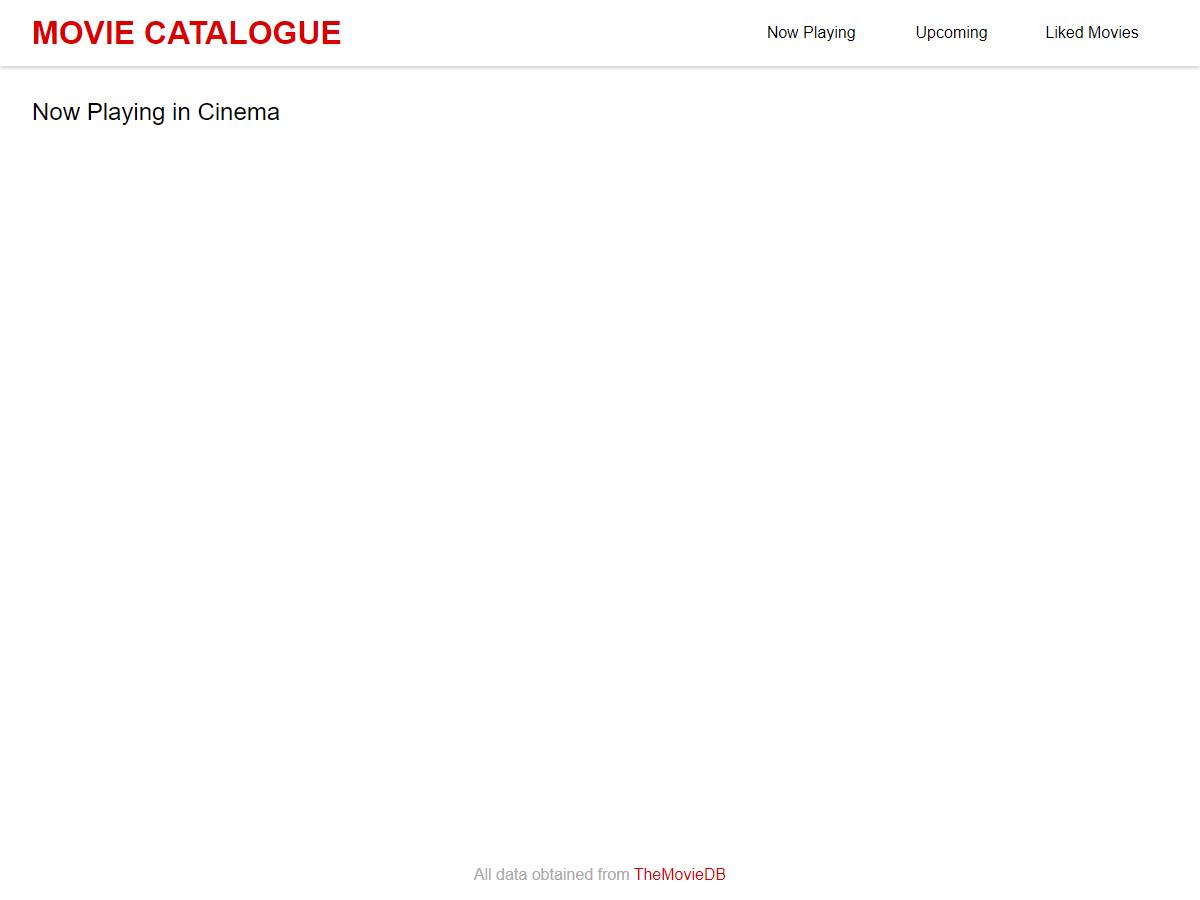 MOVIE CATALOGUE
Now Playing
Upcoming
Liked Movies
Now Playing in Cinema
All data obtained from TheMovieDB